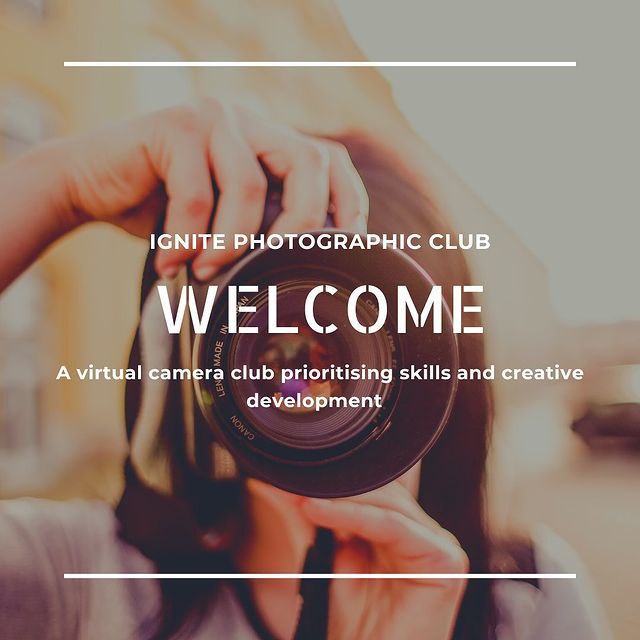 IGNITE PHOTOGRAPHIC CLUB
WELCOME
A virtual camera club prioritising skills and creative
development
LENS MADE IN JAPAN
CANON